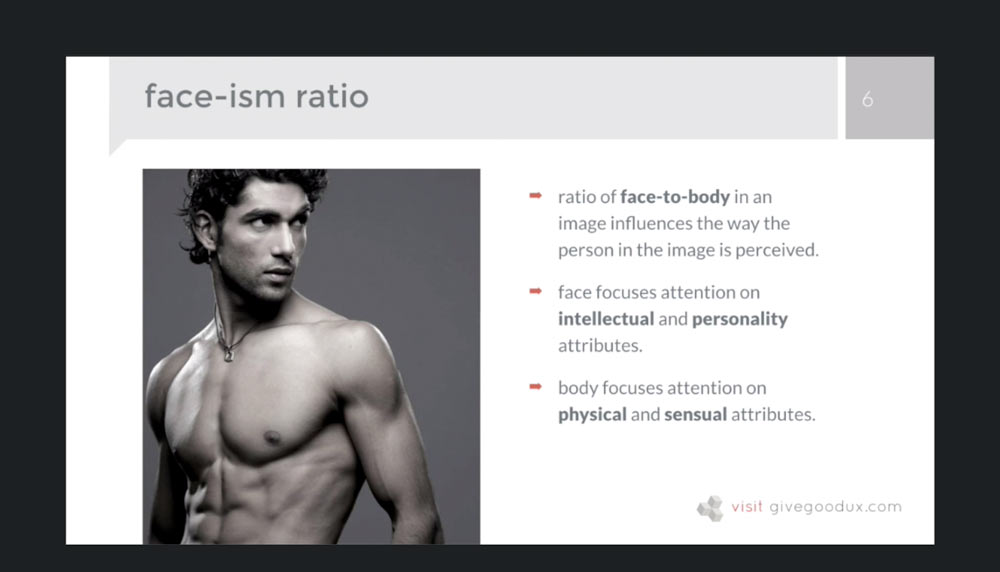 face-ism ratio
6
ratio of face-to-body in an
image influences the way the
person in the image is perceived.
face focuses attention on
intellectual and personality
attributes.
body focuses attention on
physical and sensual attributes.
visit givegoodux.com